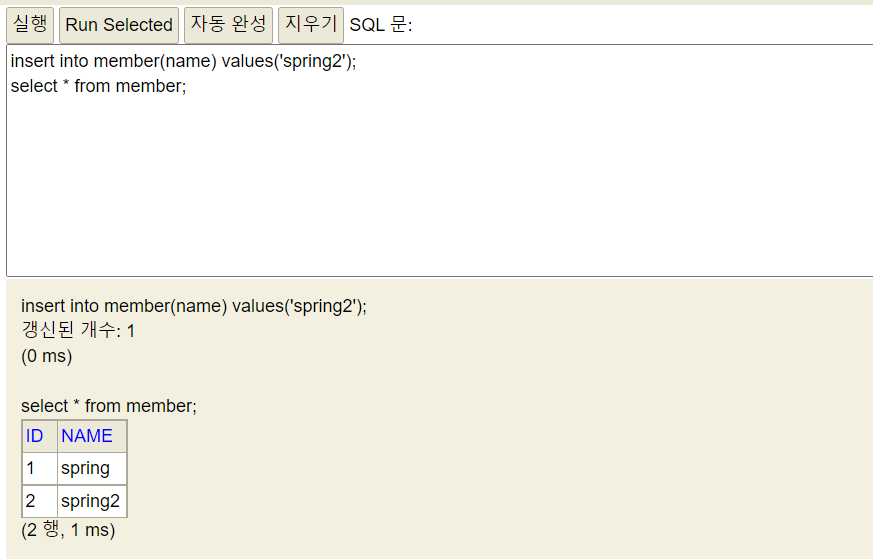 실행 Run Selected 자동 완성 지우기 SQL 문:
insert into member(name) values('spring2');
select * from member;
insert into member(name) values('spring2');
갱신된 개수: 1
(0 ms)
select * from member;
ID NAME
1 spring
2 spring2
(2 행, 1 ms)